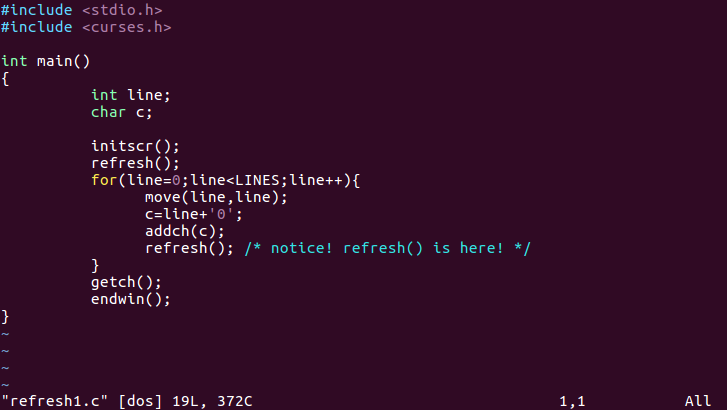 #include <stdio.h>
#include <curses.h>

int main()
{
          int line;
          char c;

          initscr();
          refresh();
          for(line=0;line<LINES;line++){
                move(line,line);
                c=line+'0';
                addch(c);
                refresh(); /* notice! refresh() is here! */
          }
          getch();
          endwin();
}
~
~
~
~
"refresh1.c" [dos] 19L, 372C                                  1,1           All